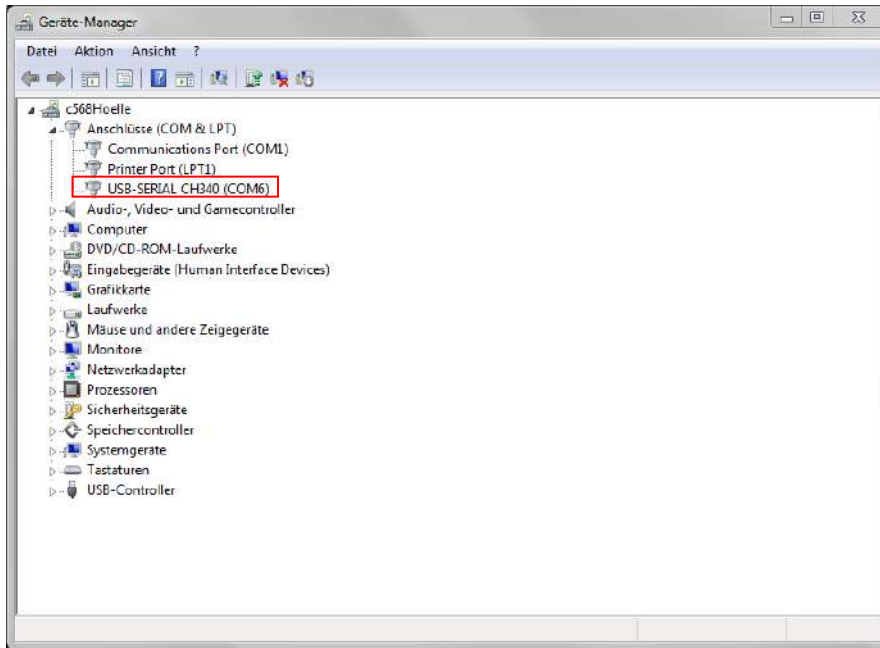 Geräte-Manager
Datei Aktion Ansicht ?
c568Hoelle
Anschlüsse (COM & LPT)
Communications Port (COM1)
Printer Port (LPT1)
USB-SERIAL CH340 (COM6)
Audio-, Video- und Gamecontroller
Computer
DVD/CD-ROM-Laufwerke
Eingabegeräte (Human Interface Devices)
Grafikkarte
Laufwerke
Mäuse und andere Zeigegeräte
Monitore
Netzwerkadapter
Prozessoren
Sicherheitsgeräte
Speichercontroller
Systemgeräte
Tastaturen
USB-Controller